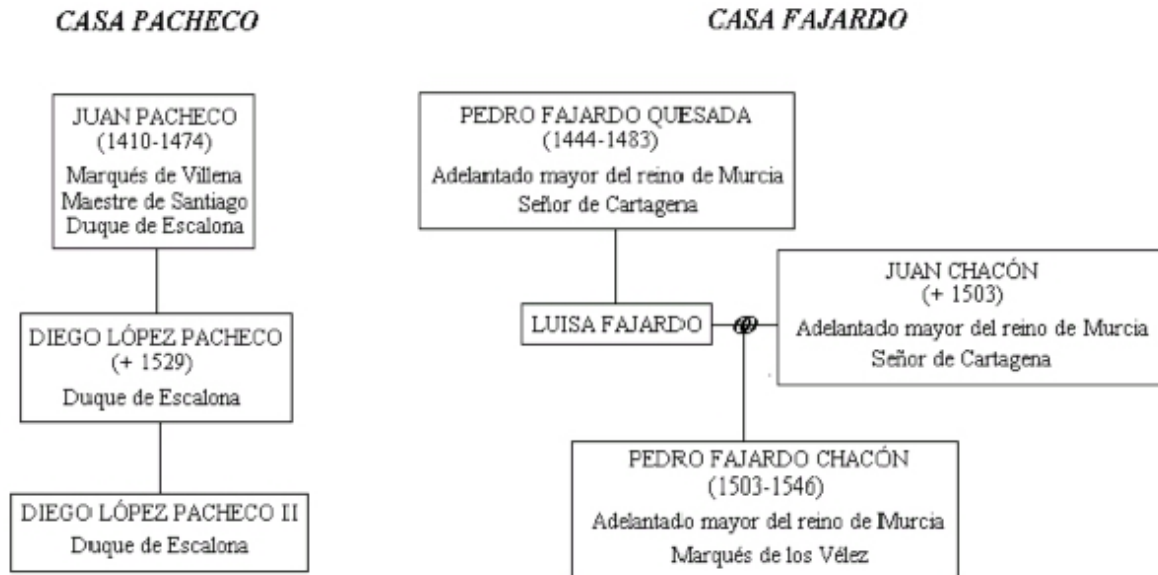 CASA PACHECO
JUAN PACHECO
(1410-1474)
Marqués de Villena
Maestre de Santiago
Duque de Escalona
DIEGO LÓPEZ PACHECO
(+ 1529)
Duque de Escalona
DIEGO LÓPEZ PACHECO II
Duque de Escalona
CASA FAJARDO
PEDRO FAJARDO QUESADA
(1444-1483)
Adelantado mayor del reino de Murcia
Señor de Cartagena
LUISA FAJARDO
JUAN CHACÓN
(+ 1503)
Adelantado mayor del reino de Murcia
Señor de Cartagena
PEDRO FAJARDO CHACÓN
(1503-1546)
Adelantado mayor del reino de Murcia
Marqués de los Vélez